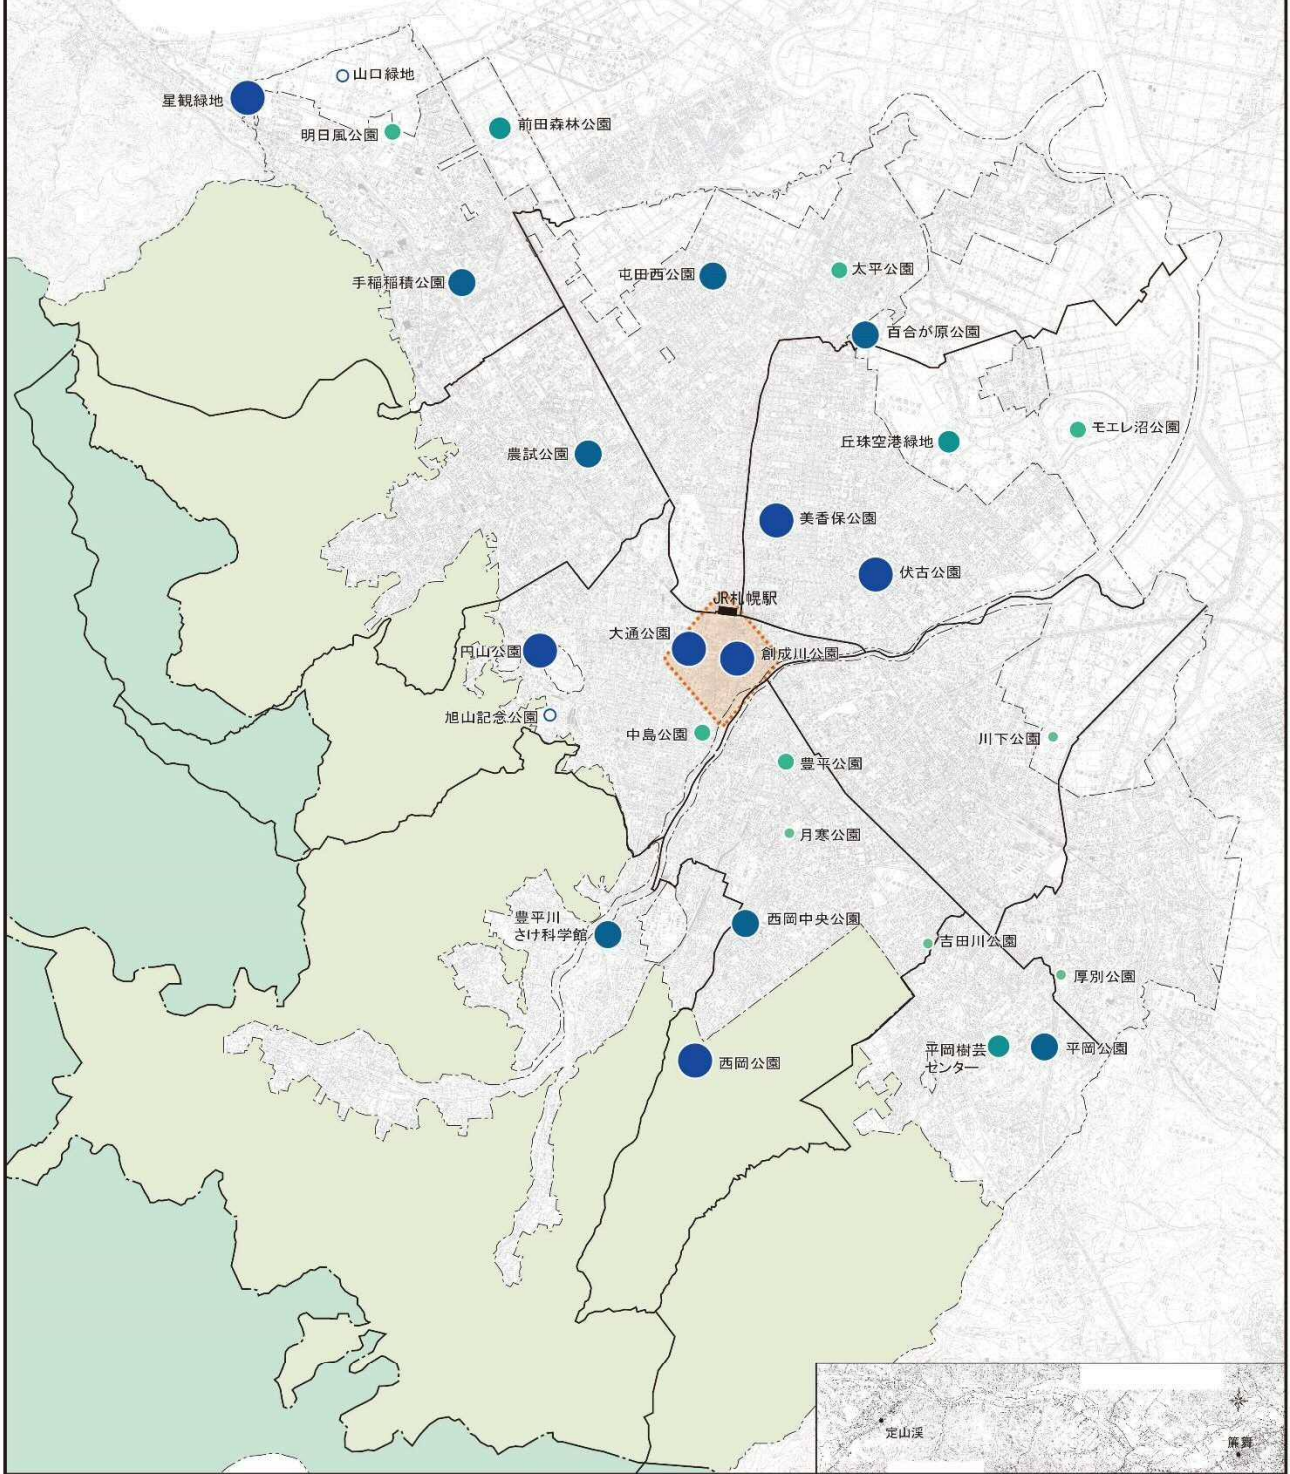 山口緑地
星観緑地
明日風公園
前田森林公園
手稲稲積公園
屯田西公園
太平公園
百合が原公園
モエレ沼公園
丘珠空港緑地
農試公園
美香保公園
伏古公園
JR札幌駅
大通公園
創成川公園
円山公園
旭山記念公園
中島公園
川下公園
豊平公園
月寒公園
豊平川
さけ科学館
西岡中央公園
吉田川公園
厚別公園
平岡樹芸
センター
平岡公園
西岡公園
定山渓
簾舞